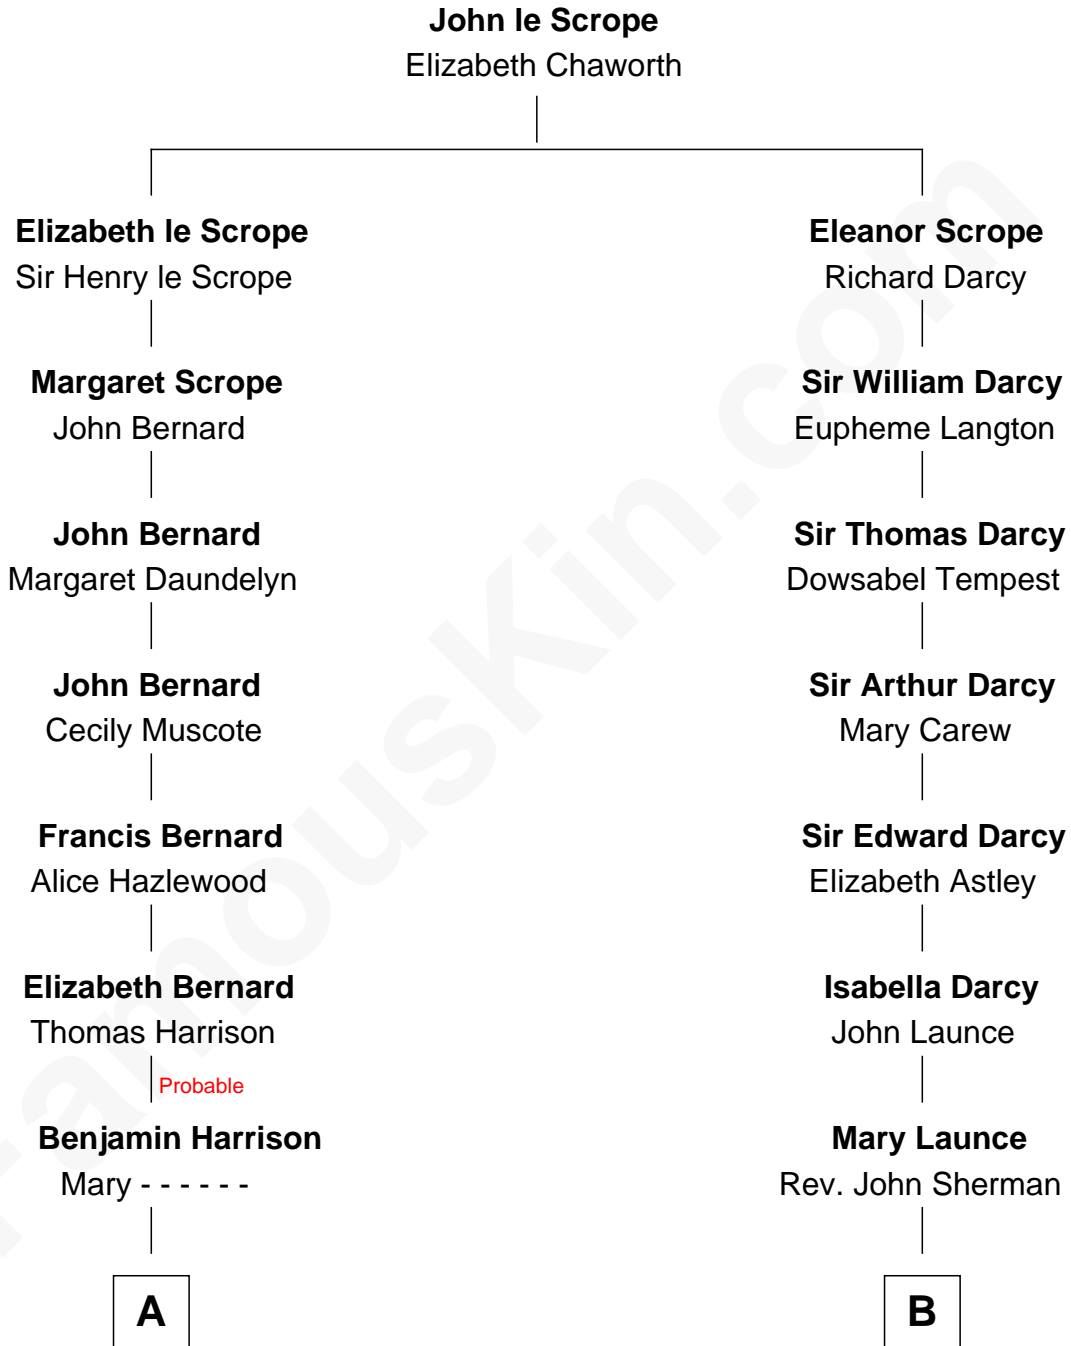 John le Scrope
Elizabeth Chaworth
Elizabeth le Scrope
Sir Henry le Scrope
Eleanor Scrope
Richard Darcy
Margaret Scrope
John Bernard
Sir William Darcy
Eupheme Langton
John Bernard
Margaret Daundelyn
Sir Thomas Darcy
Dowsabel Tempest
John Bernard
Cecily Muscote
Sir Arthur Darcy
Mary Carew
Francis Bernard
Alice Hazlewood
Sir Edward Darcy
Elizabeth Astley
Elizabeth Bernard
Thomas Harrison
Isabella Darcy
John Launce
Probable
Benjamin Harrison
Mary - - - - - -
Mary Launce
Rev. John Sherman
A
B
FamousKin.com